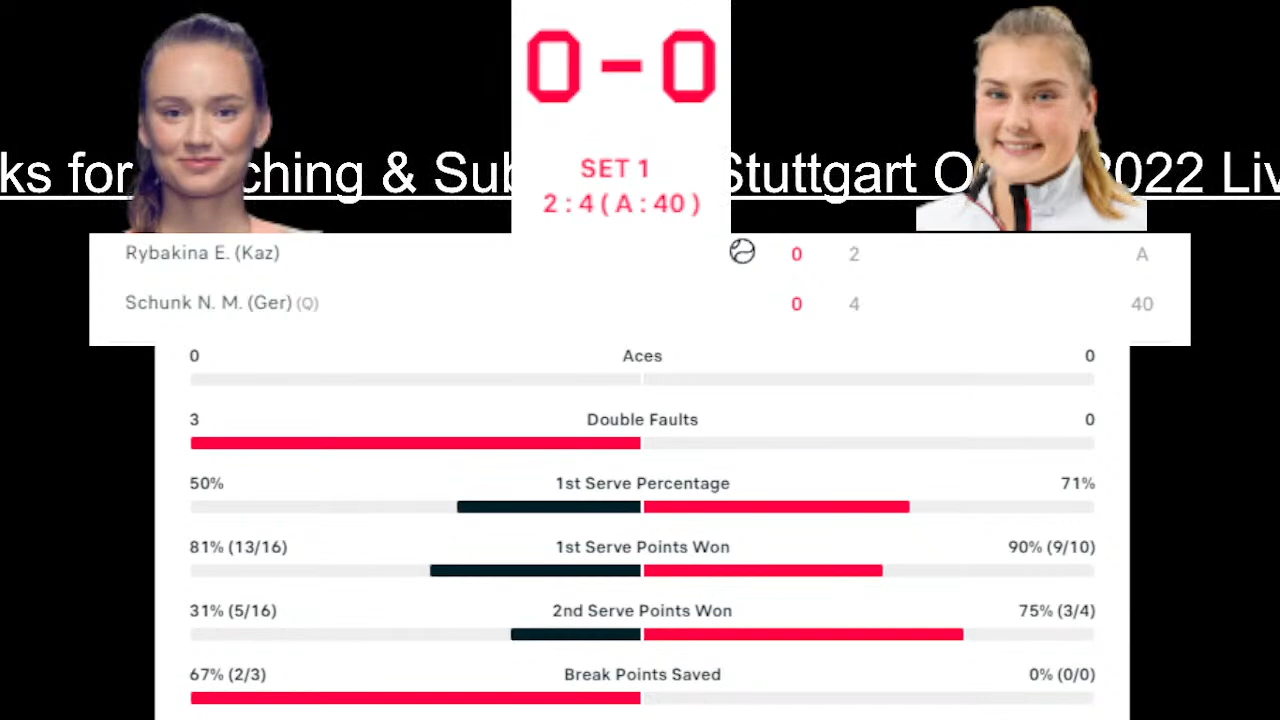 0 - 0
ks for ching & Sub Stuttgart O 2022 Liv
SET 1
2 : 4 ( A : 40 )
Rybakina E. (Kaz) 0 2 A
Schunk N. M. (Ger) (Q) 0 4 40
0 Aces 0
3 Double Faults 0
50% 1st Serve Percentage 71%
81% (13/16) 1st Serve Points Won 90% (9/10)
31% (5/16) 2nd Serve Points Won 75% (3/4)
67% (2/3) Break Points Saved 0% (0/0)